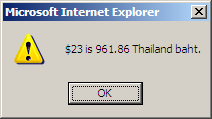 Microsoft Internet Explorer
$23 is 961.86 Thailand baht.
OK